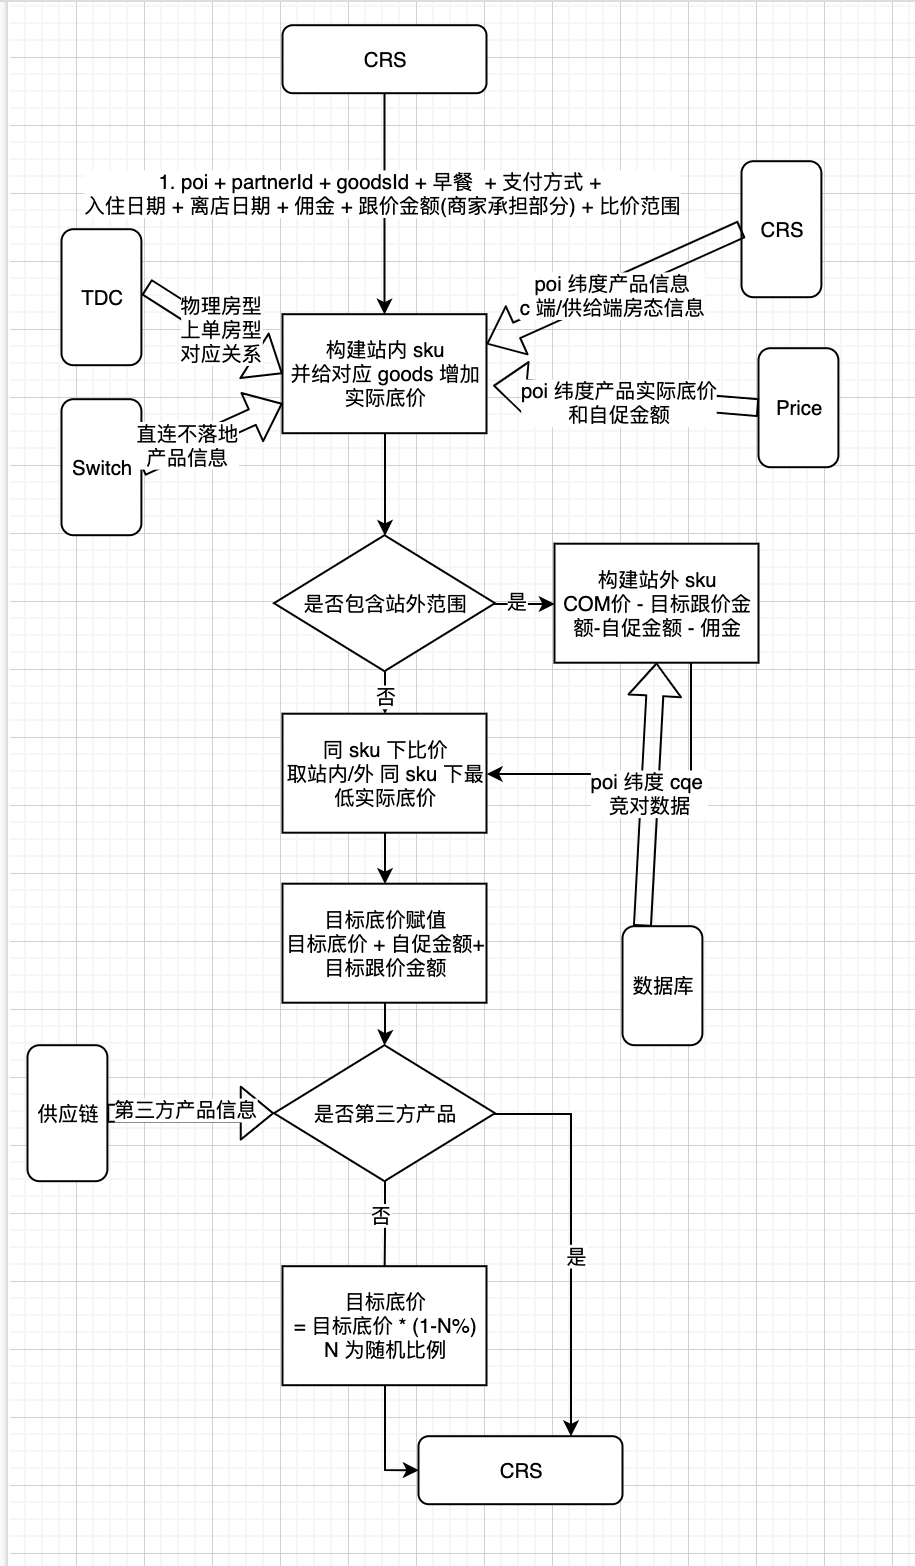 CRS
1. poi + partnerId + goodsId + 早餐 + 支付方式 +
入住日期 + 离店日期 + 佣金 + 跟价金额(商家承担部分) + 比价范围
CRS
TDC
物理房型
上单房型
对应关系
poi 纬度产品信息
c 端/供给端房态信息
构建站内 sku
并给对应 goods 增加
实际底价
poi 纬度产品实际底价
和自促金额
Price
Switch
直连不落地
产品信息
是否包含站外范围
是
构建站外 sku
COM价 - 目标跟价金
额-自促金额 - 佣金
否
同 sku 下比价
取站内/外 同 sku 下最
低实际底价
poi 纬度 cqe
竞对数据
目标底价赋值
目标底价 + 自促金额+
目标跟价金额
数据库
供应链
第三方产品信息
是否第三方产品
否
是
目标底价
= 目标底价 * (1-N%)
N 为随机比例
CRS